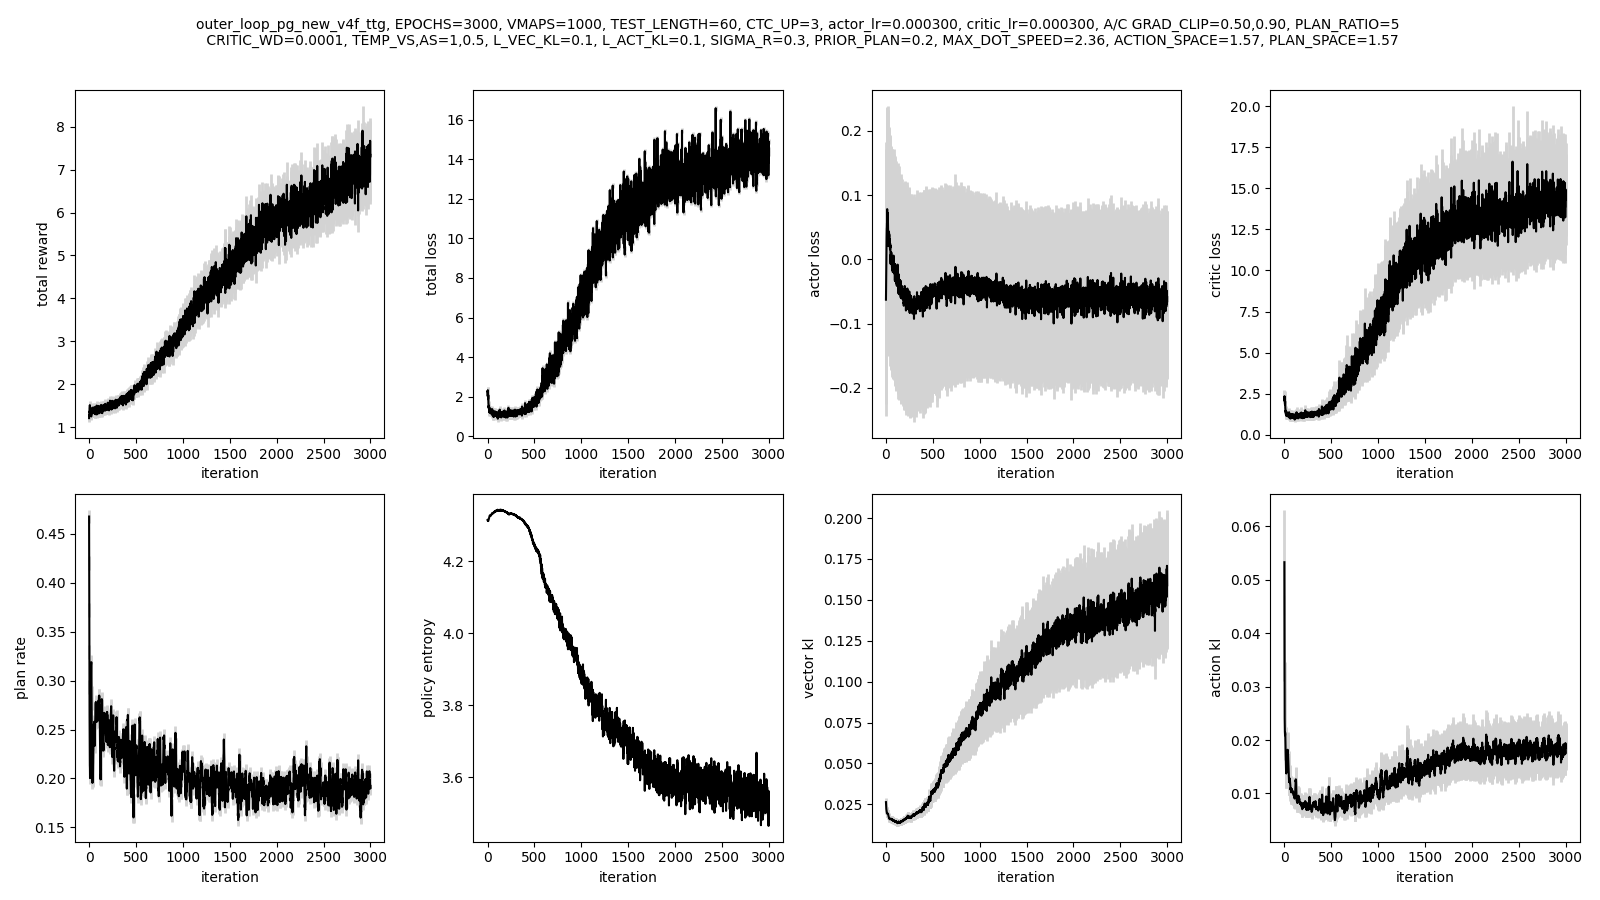 outer_loop_pg_new_v4f_ttg, EPOCHS=3000, VMAPS=1000, TEST_LENGTH=60, CTC_UP=3, actor_lr=0.000300, critic_lr=0.000300, A/C GRAD_CLIP=0.50,0.90, PLAN_RATIO=5
CRITIC_WD=0.0001, TEMP_VS,AS=1,0.5, L_VEC_KL=0.1, L_ACT_KL=0.1, SIGMA_R=0.3, PRIOR_PLAN=0.2, MAX_DOT_SPEED=2.36, ACTION_SPACE=1.57, PLAN_SPACE=1.57
total reward
8
7
6
5
4
3
2
1
0 500 1000 1500 2000 2500 3000
iteration
total loss
16
14
12
10
8
6
4
2
0
0 500 1000 1500 2000 2500 3000
iteration
actor loss
0.2
0.1
0.0
−0.1
−0.2
0 500 1000 1500 2000 2500 3000
iteration
critic loss
20.0
17.5
15.0
12.5
10.0
7.5
5.0
2.5
0.0
0 500 1000 1500 2000 2500 3000
iteration
plan rate
0.45
0.40
0.35
0.30
0.25
0.20
0.15
0 500 1000 1500 2000 2500 3000
iteration
policy entropy
4.2
4.0
3.8
3.6
0 500 1000 1500 2000 2500 3000
iteration
vector kl
0.200
0.175
0.150
0.125
0.100
0.075
0.050
0.025
0 500 1000 1500 2000 2500 3000
iteration
action kl
0.06
0.05
0.04
0.03
0.02
0.01
0 500 1000 1500 2000 2500 3000
iteration